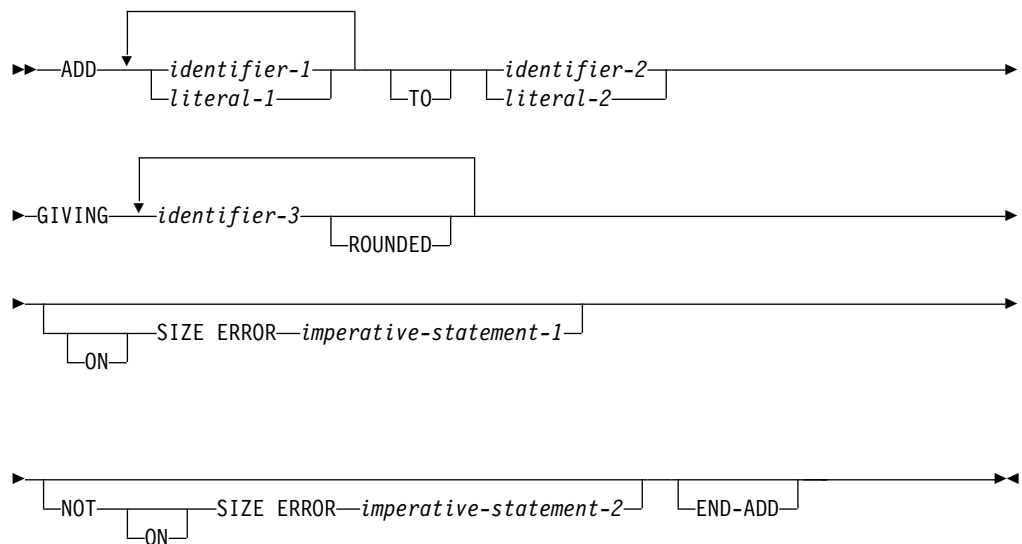 ADD identifier-1 TO identifier-2
literal-1 literal-2
GIVING identifier-3
ROUNDED
SIZE ERROR imperative-statement-1
ON
NOT SIZE ERROR imperative-statement-2 END-ADD
ON